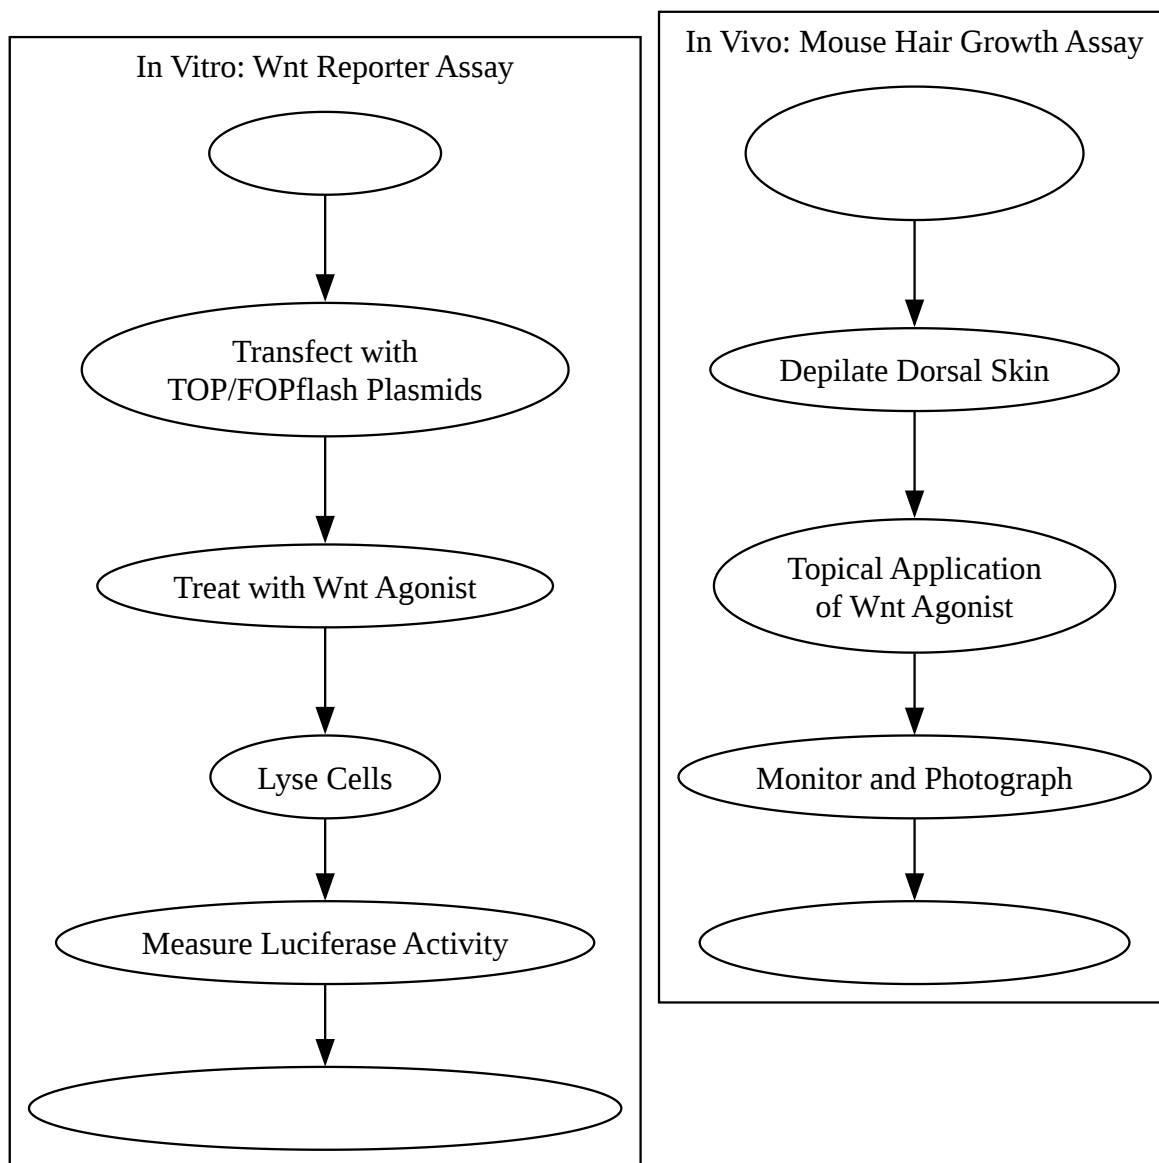 In Vitro: Wnt Reporter Assay
Transfect with
TOP/FOPflash Plasmids
Treat with Wnt Agonist
Lyse Cells
Measure Luciferase Activity
In Vivo: Mouse Hair Growth Assay
Depilate Dorsal Skin
Topical Application
of Wnt Agonist
Monitor and Photograph